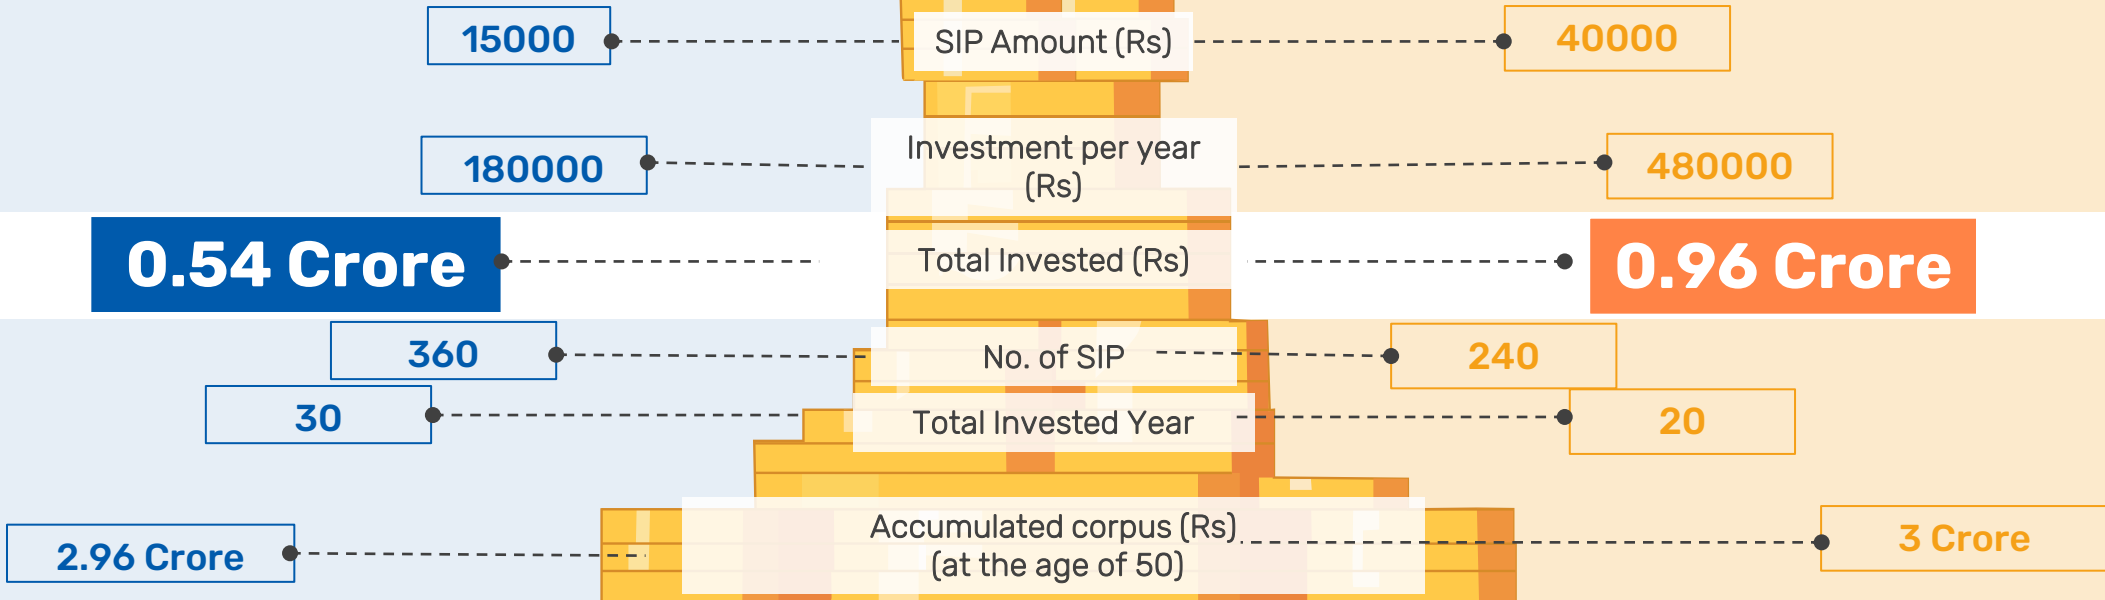 15000 SIP Amount (Rs) 40000
180000 Investment per year 480000
(Rs)
0.54 Crore Total Invested (Rs) 0.96 Crore
360 No. of SIP 240
30 Total Invested Year 20
2.96 Crore Accumulated corpus (Rs) 3 Crore
(at the age of 50)